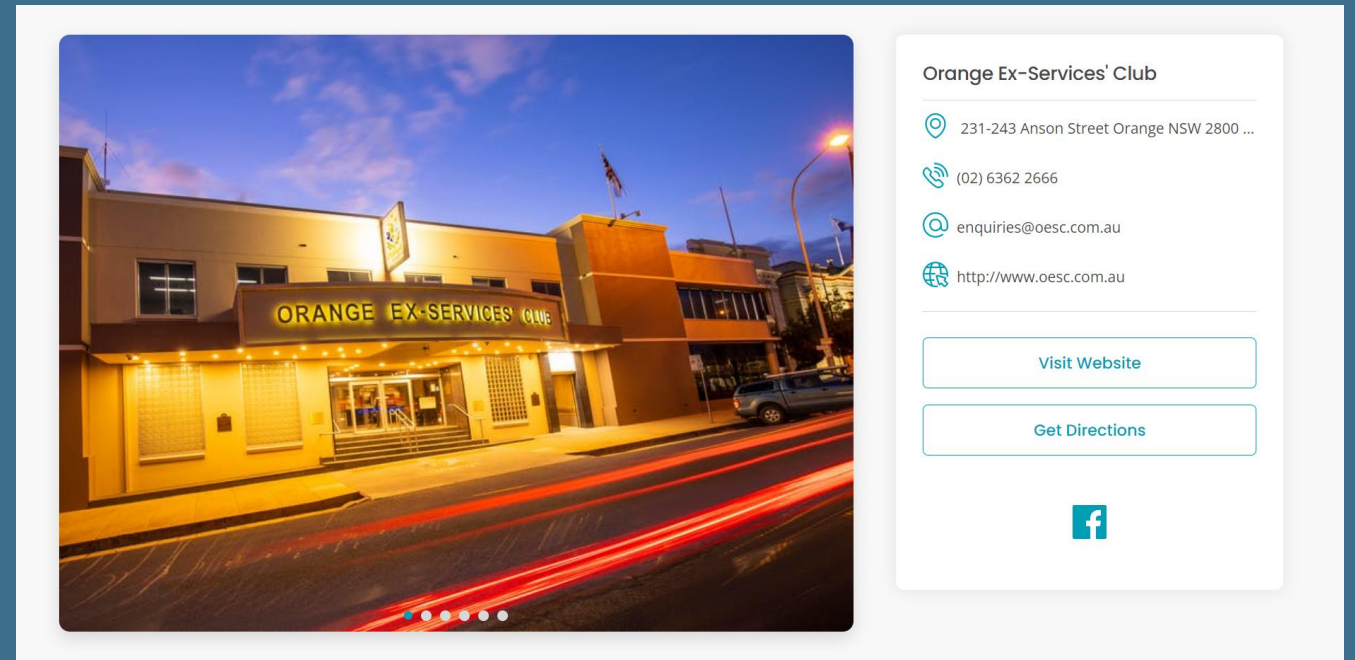 ORANGE EX-SERVICES' CLUB
Orange Ex-Services' Club
231-243 Anson Street Orange NSW 2800 ...
(02) 6362 2666
enquiries@oesc.com.au
http://www.oesc.com.au
Visit Website
Get Directions